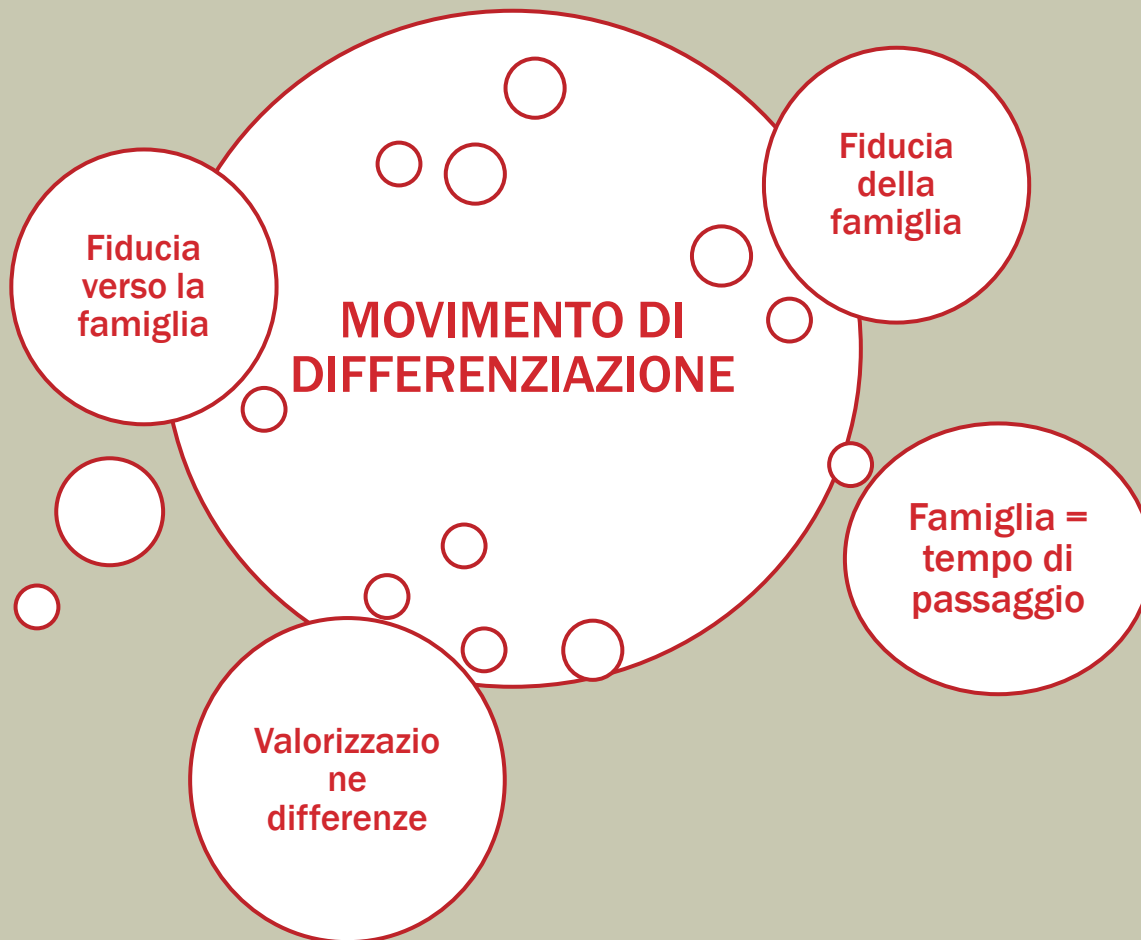 Fiducia
verso la
famiglia
Fiducia
della
famiglia
MOVIMENTO DI
DIFFERENZIAZIONE
Famiglia =
tempo di
passaggio
Valorizzazio
ne
differenze